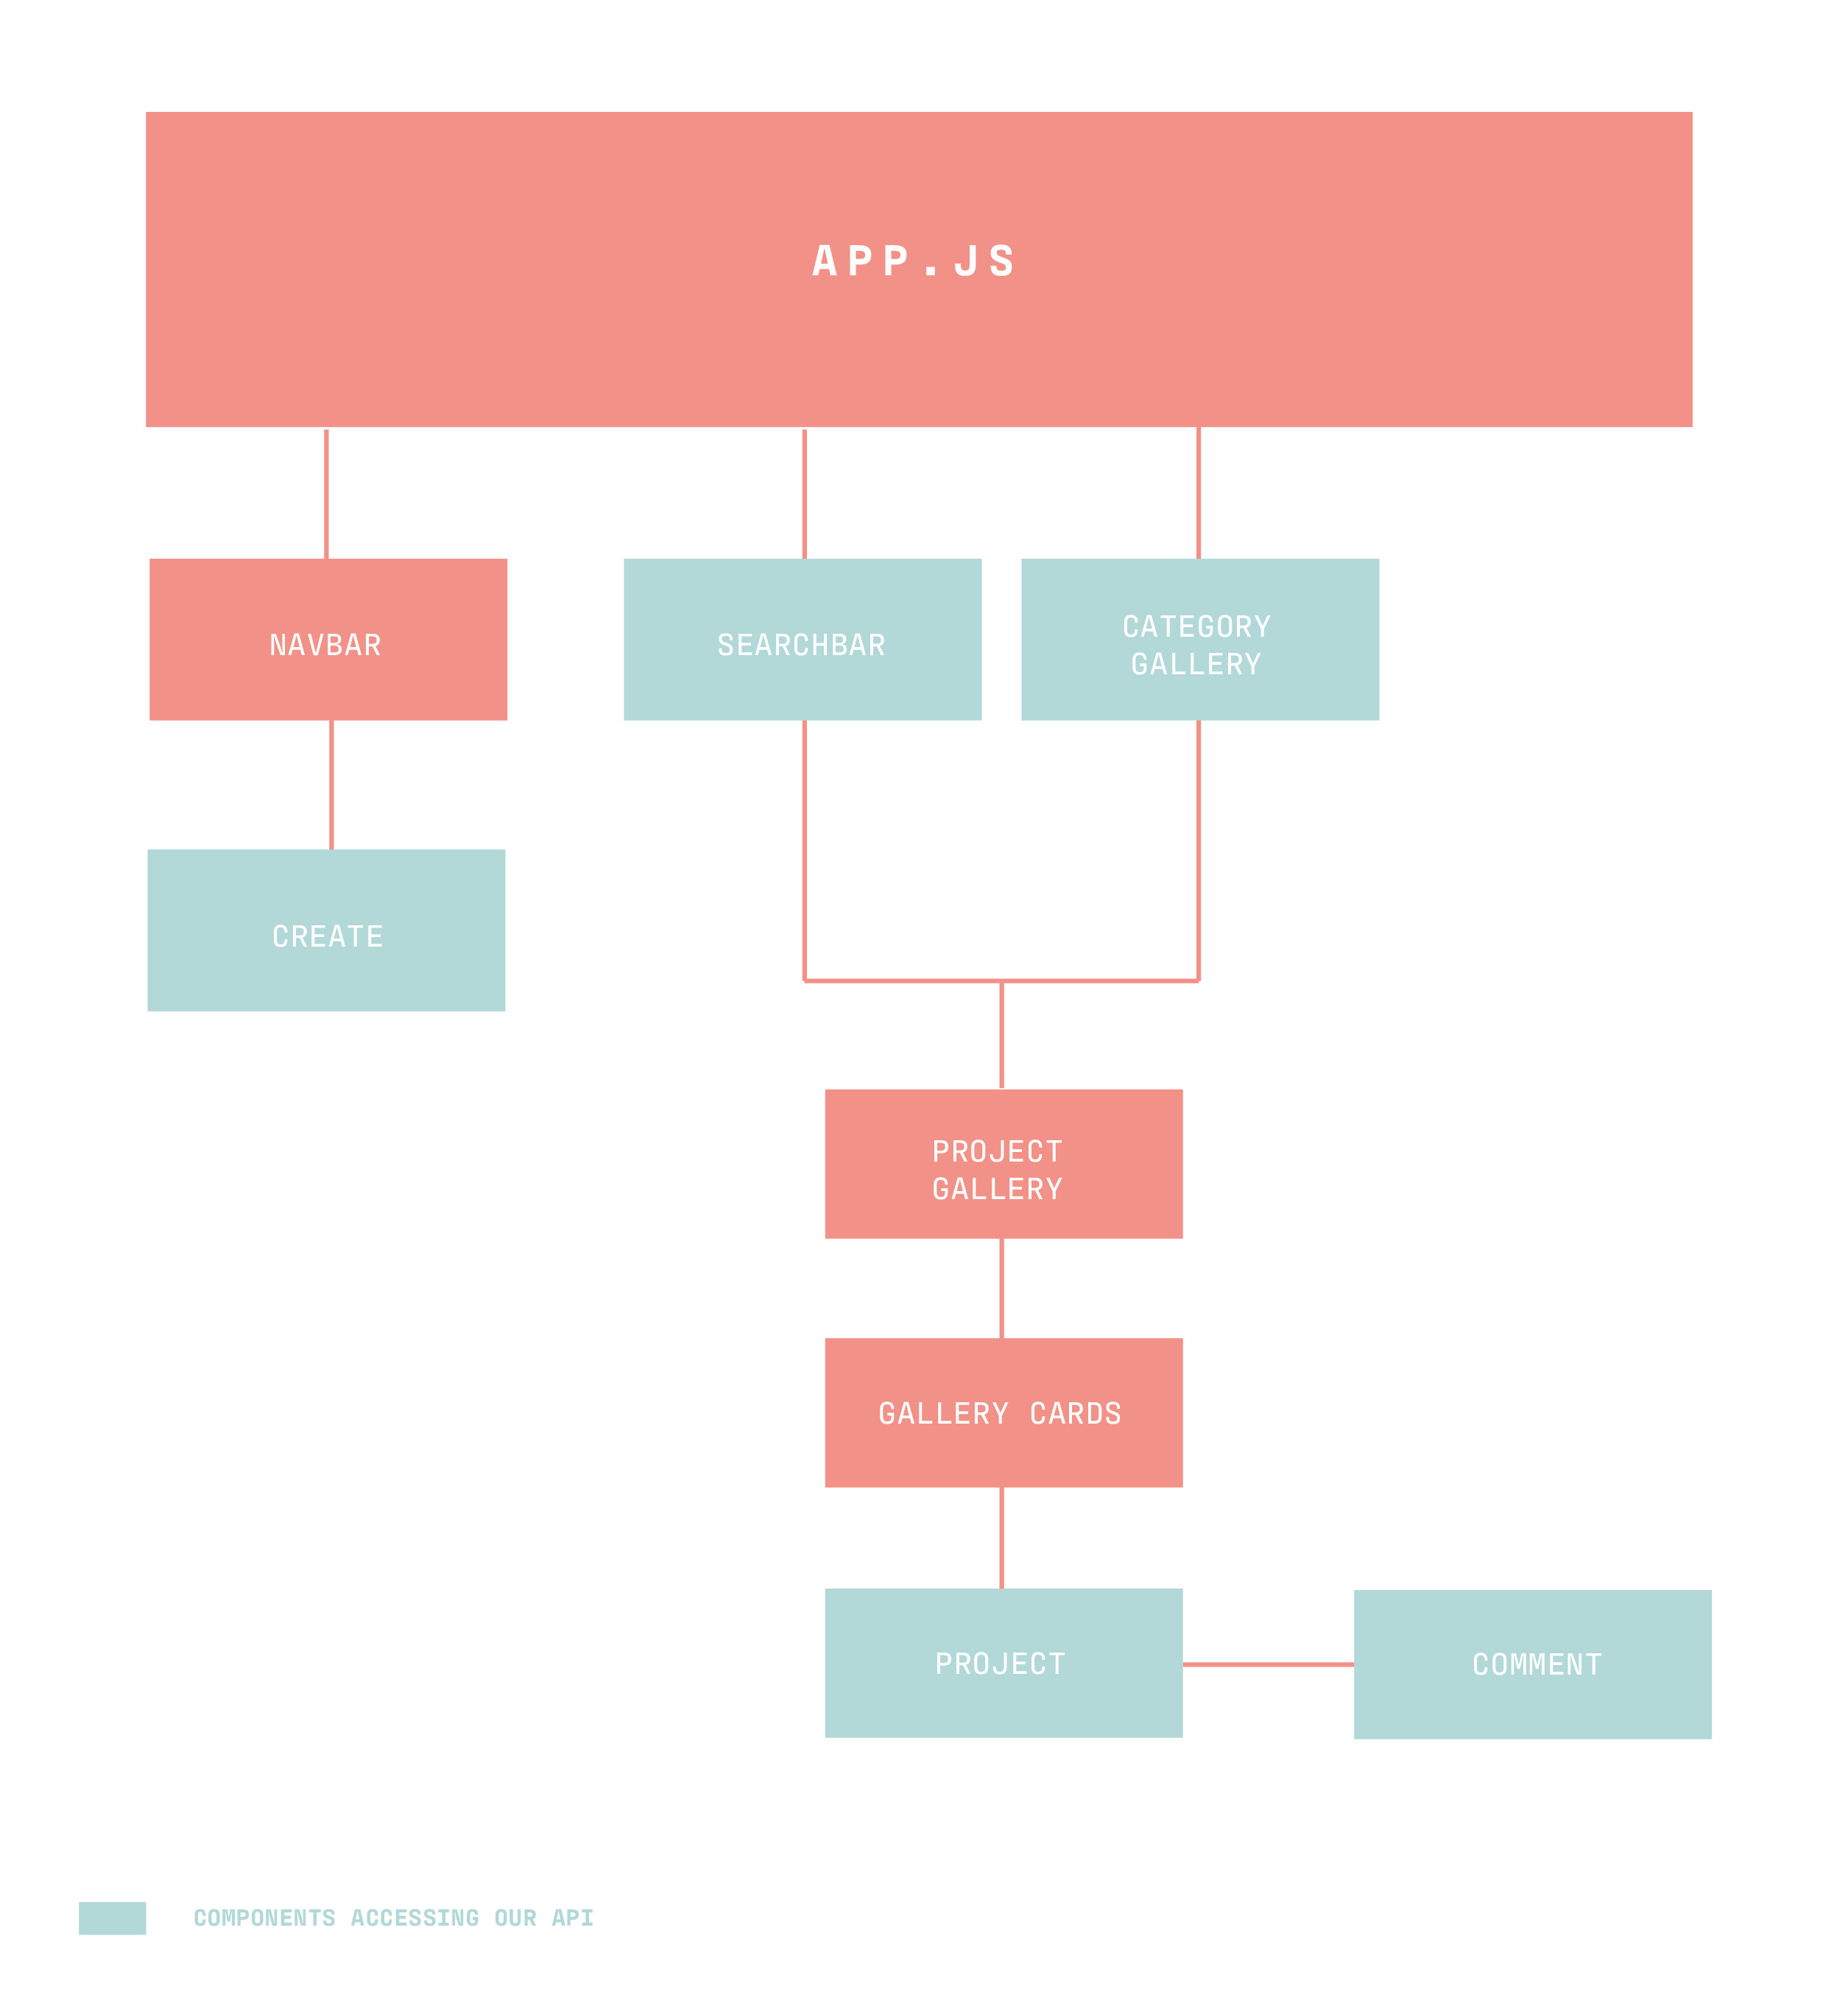 APP.JS
NAVBAR
SEARCHBAR
CATEGORY
GALLERY
CREATE
PROJECT
GALLERY
GALLERY CARDS
PROJECT
COMMENT
COMPONENTS ACCESSING OUR API